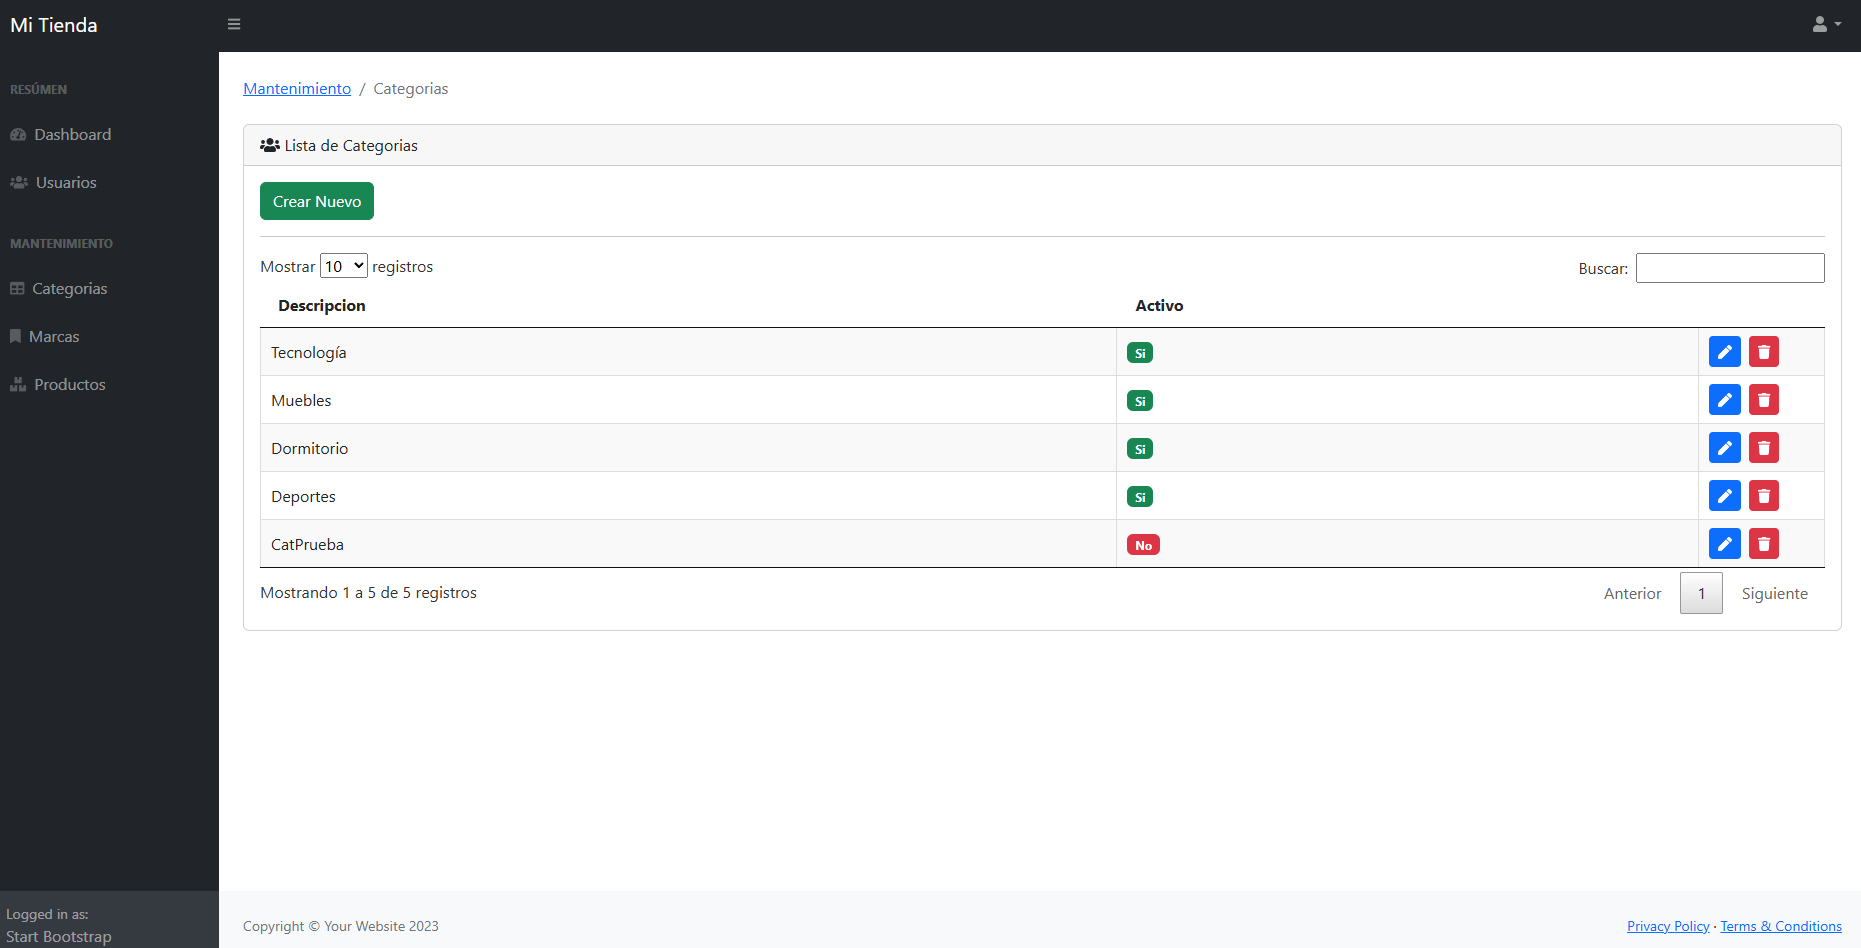 Mi Tienda
RESÚMEN
Dashboard
Usuarios
MANTENIMIENTO
Categorias
Marcas
Productos
Logged in as:
Start Bootstrap
Mantenimiento / Categorias
Lista de Categorias
Crear Nuevo
Mostrar 10 registros
Buscar:
Descripcion Activo
Tecnología Si
Muebles Si
Dormitorio Si
Deportes Si
CatPrueba No
Mostrando 1 a 5 de 5 registros
Anterior 1 Siguiente
Copyright © Your Website 2023
Privacy Policy · Terms & Conditions